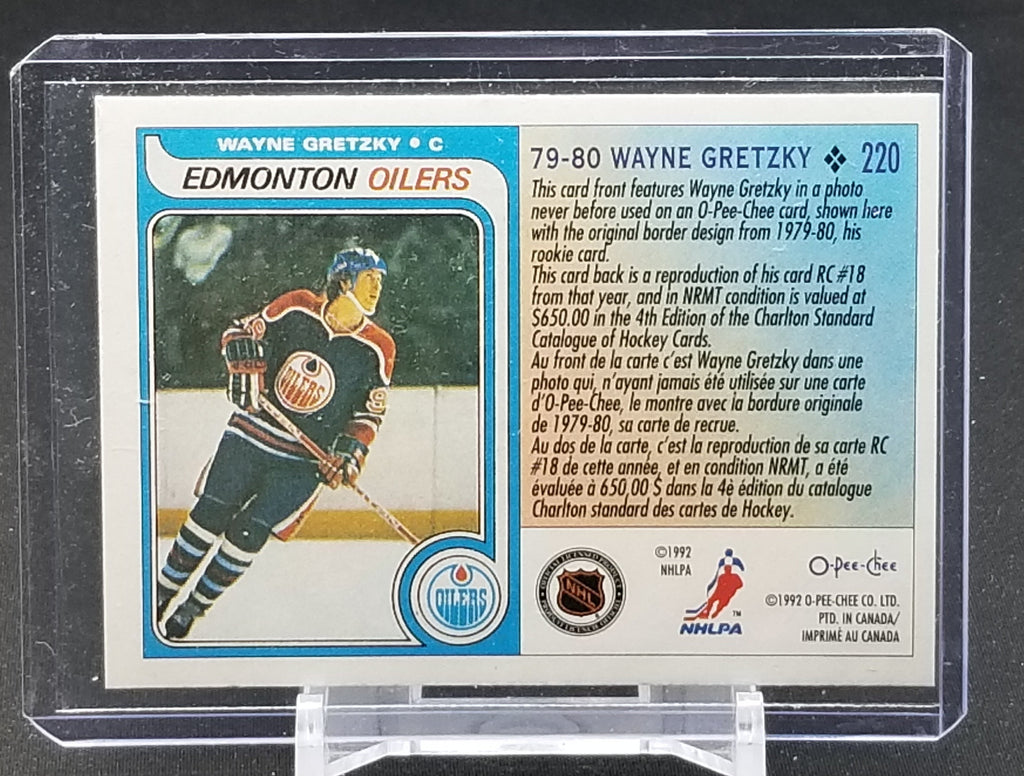 WAYNE GRETZKY • C
EDMONTON OILERS
OILERS
9
OILERS
79-80 WAYNE GRETZKY ❖ 220
This card front features Wayne Gretzky in a photo
never before used on an O-Pee-Chee card, shown here
with the original border design from 1979-80, his
rookie card.
This card back is a reproduction of his card RC #18
from that year, and in NRMT condition is valued at
$650.00 in the 4th Edition of the Charlton Standard
Catalogue of Hockey Cards.
Au front de la carte c'est Wayne Gretzky dans une
photo qui, n'ayant jamais été utilisée sur une carte
d'O-Pee-Chee, le montre avec la bordure originale
de 1979-80, sa carte de recrue.
Au dos de la carte, c'est la reproduction de sa carte RC
#18 de cette année, et en condition NRMT, a été
évaluée à 650,00 $ dans la 4è édition du catalogue
Charlton standard des cartes de Hockey.
NHL
©1992
NHLPA
NHLPA
™
O-Pee-Chee
©1992 O-PEE-CHEE CO. LTD.
PTD. IN CANADA/
IMPRIMÉ AU CANADA